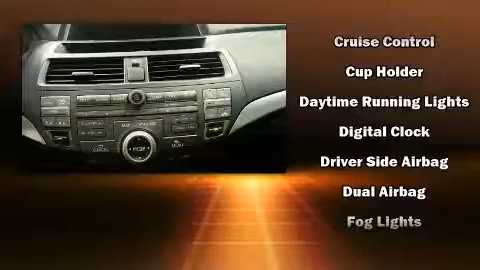 Cruise Control
Cup Holder
Daytime Running Lights
Digital Clock
Driver Side Airbag
Dual Airbag
Fog Lights